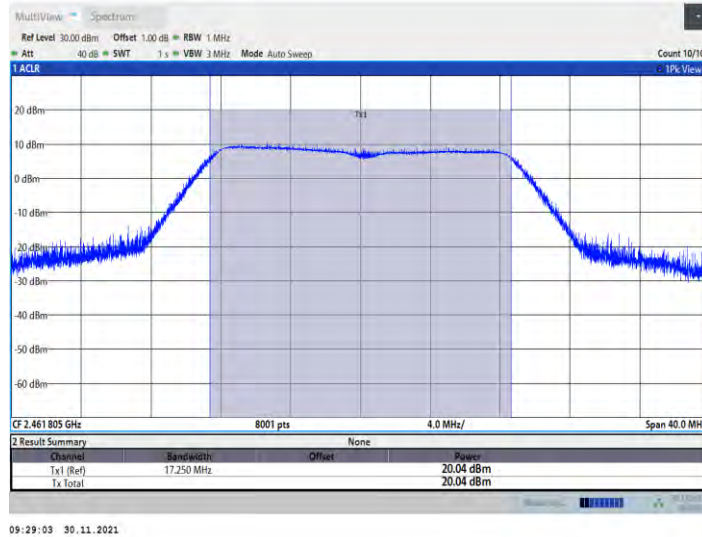 MultiView Spectrum
Ref Level 30.00 dBm Offset 1.00 dB RBW 1 MHz
Att 40 dB SWT 1 s VBW 3 MHz Mode Auto Sweep Count 10/10
1 ACLR 1Pk View
Tx1
20 dBm
10 dBm
0 dBm
-10 dBm
-20 dBm
-30 dBm
-40 dBm
-50 dBm
-60 dBm
CF 2.461 805 GHz 8001 pts 4.0 MHz/ Span 40.0 MH
2 Result Summary None
Channel Bandwidth Offset Power
Tx1 (Ref) 17.250 MHz 20.04 dBm
Tx Total 20.04 dBm
09:29:03 30.11.2021